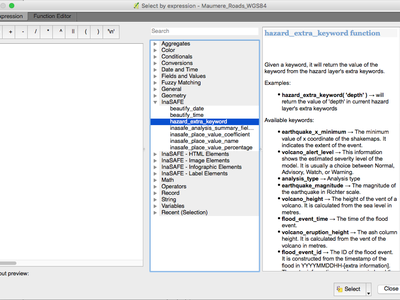 Select by expression - Maumere_Roads_WGS84
xpression
Function Editor
= + - / * ^ || ( ) '\n'
Search
Aggregates
Color
Conditionals
Conversions
Date and Time
Fields and Values
Fuzzy Matching
General
Geometry
InaSAFE
beautify_date
beautify_time
hazard_extra_keyword
inasafe_analysis_summary_fiel...
inasafe_place_value_coefficient
inasafe_place_value_name
inasafe_place_value_percentage
InaSAFE - HTML Elements
InaSAFE - Image Elements
InaSAFE - Infographic Elements
InaSAFE - Label Elements
Math
Operators
Record
String
Variables
Recent (Selection)
hazard_extra_keyword function
Given a keyword, it will return the value of the
keyword from the hazard layer's extra keywords.
Examples:
• hazard_extra_keyword( 'depth' ) → will
return the value of 'depth' in current hazard
layer's extra keywords
Available keywords:
• earthquake_x_minimum → The minimum
value of x coordinate of the shakemaps. It
indicates the extent of the event.
• volcano_alert_level → This information
shows the estimated severity level of the
model. It is usually a choice between Normal,
Advisory, Watch, or Warning.
• analysis_type → Analysis type
• earthquake_magnitude → The magnitude of
the earthquake in Richter scale.
• volcano_height → The height of the vent of a
volcano. It is calculated from the sea level in
metres.
• flood_event_time → The time of the flood
event.
• volcano_eruption_height → The ash column
height. It is calculated from the vent of the
volcano in metres.
• flood_event_id → The ID of the flood event.
It is constructed from the timestamp of the
flood in YYYYMMDDHH-[extra information].
utput preview:
Select
Close